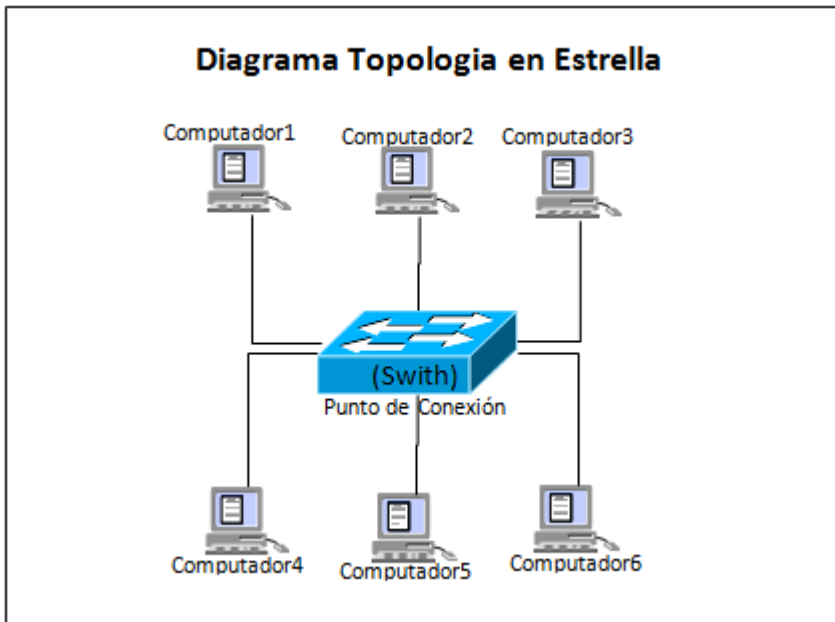 Diagrama Topologia en Estrella
Computador1
Computador2
Computador3
(Swith)
Punto de Conexión
Computador4
Computador5
Computador6